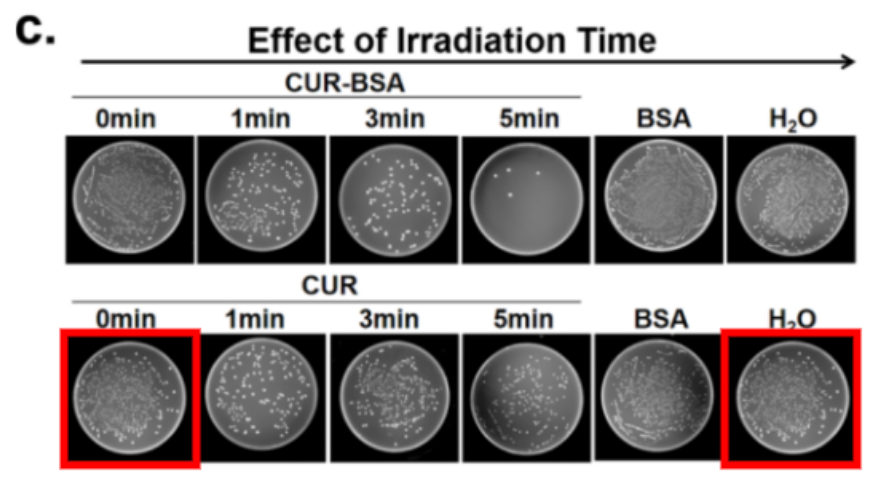 c.
Effect of Irradiation Time
CUR-BSA
0min 1min 3min 5min BSA H₂O
CUR
0min 1min 3min 5min BSA H₂O